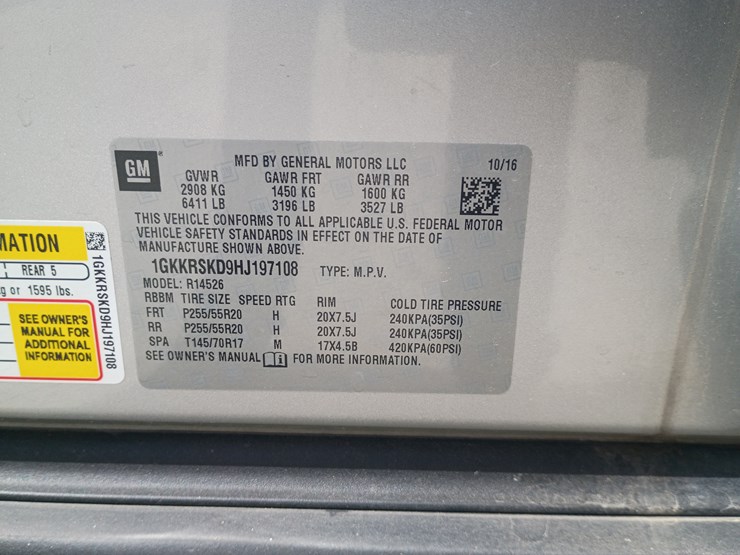 GM
MFD BY GENERAL MOTORS LLC 10/16
GVWR GAWR FRT GAWR RR
2908 KG 1450 KG 1600 KG
6411 LB 3196 LB 3527 LB
THIS VEHICLE CONFORMS TO ALL APPLICABLE U.S. FEDERAL MOTOR
VEHICLE SAFETY STANDARDS IN EFFECT ON THE DATE OF
MANUFACTURE SHOWN ABOVE.
1GKKRSKD9HJ197108 TYPE: M.P.V.
MODEL: R14526
RBBM TIRE SIZE SPEED RTG RIM COLD TIRE PRESSURE
FRT P255/55R20 H 20X7.5J 240KPA(35PSI)
RR P255/55R20 H 20X7.5J 240KPA(35PSI)
SPA T145/70R17 M 17X4.5B 420KPA(60PSI)
SEE OWNER'S MANUAL FOR MORE INFORMATION.
REAR 5
or 1595 lbs.
SEE OWNER'S
MANUAL FOR
ADDITIONAL
INFORMATION
1GKKRSKD9HJ197108